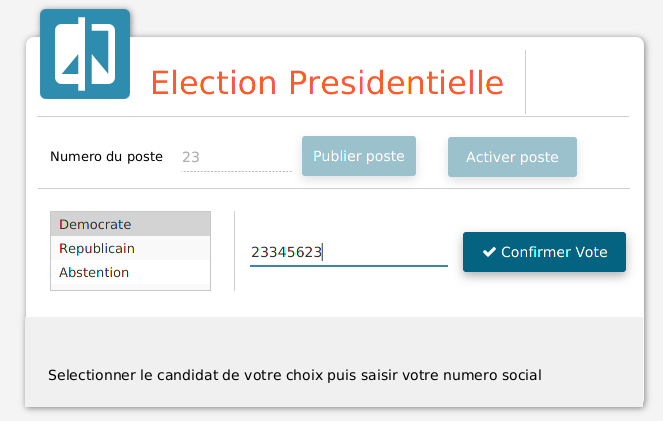 Election Presidentielle
Numero du poste 23 Publier poste Activer poste
Democrate
Republicain
Abstention
23345623
Confirmer Vote
Selectionner le candidat de votre choix puis saisir votre numero social